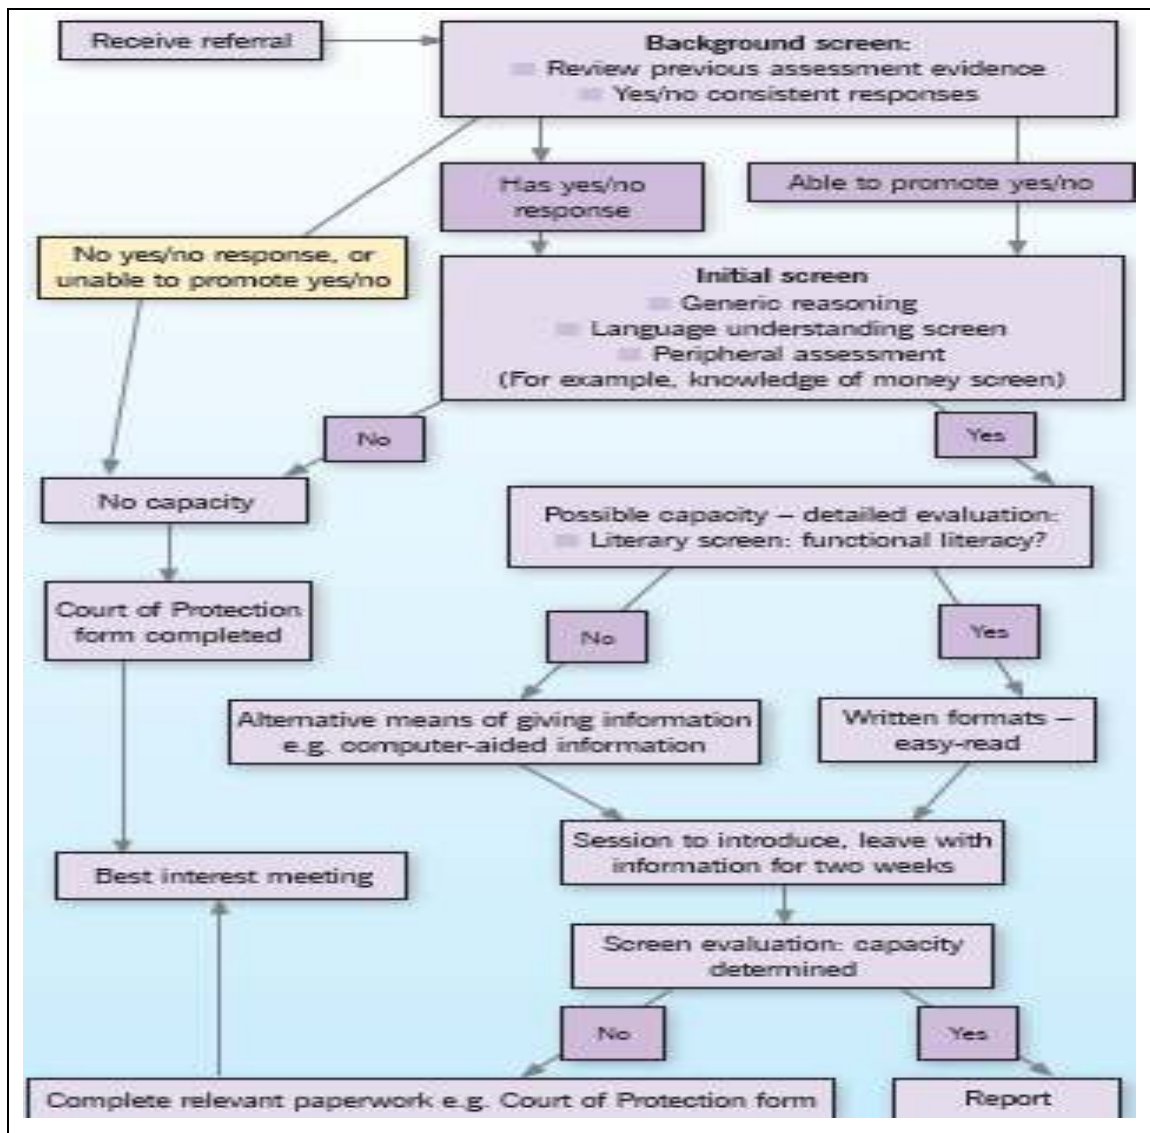 Receive referral
Background screen:
Review previous assessment evidence
Yes/no consistent responses
Has yes/no
response
Able to promote yes/no
No yes/no response, or
unable to promote yes/no
Initial screen
Generic reasoning
Language understanding screen
Peripheral assessment
(For example, knowledge of money screen)
No
Yes
No capacity
Possible capacity – detailed evaluation:
Literary screen: functional literacy?
Court of Protection
form completed
No
Yes
Alternative means of giving information
e.g. computer-aided information
Written formats –
easy-read
Session to introduce, leave with
information for two weeks
Best interest meeting
Screen evaluation: capacity
determined
No
Yes
Complete relevant paperwork e.g. Court of Protection form
Report